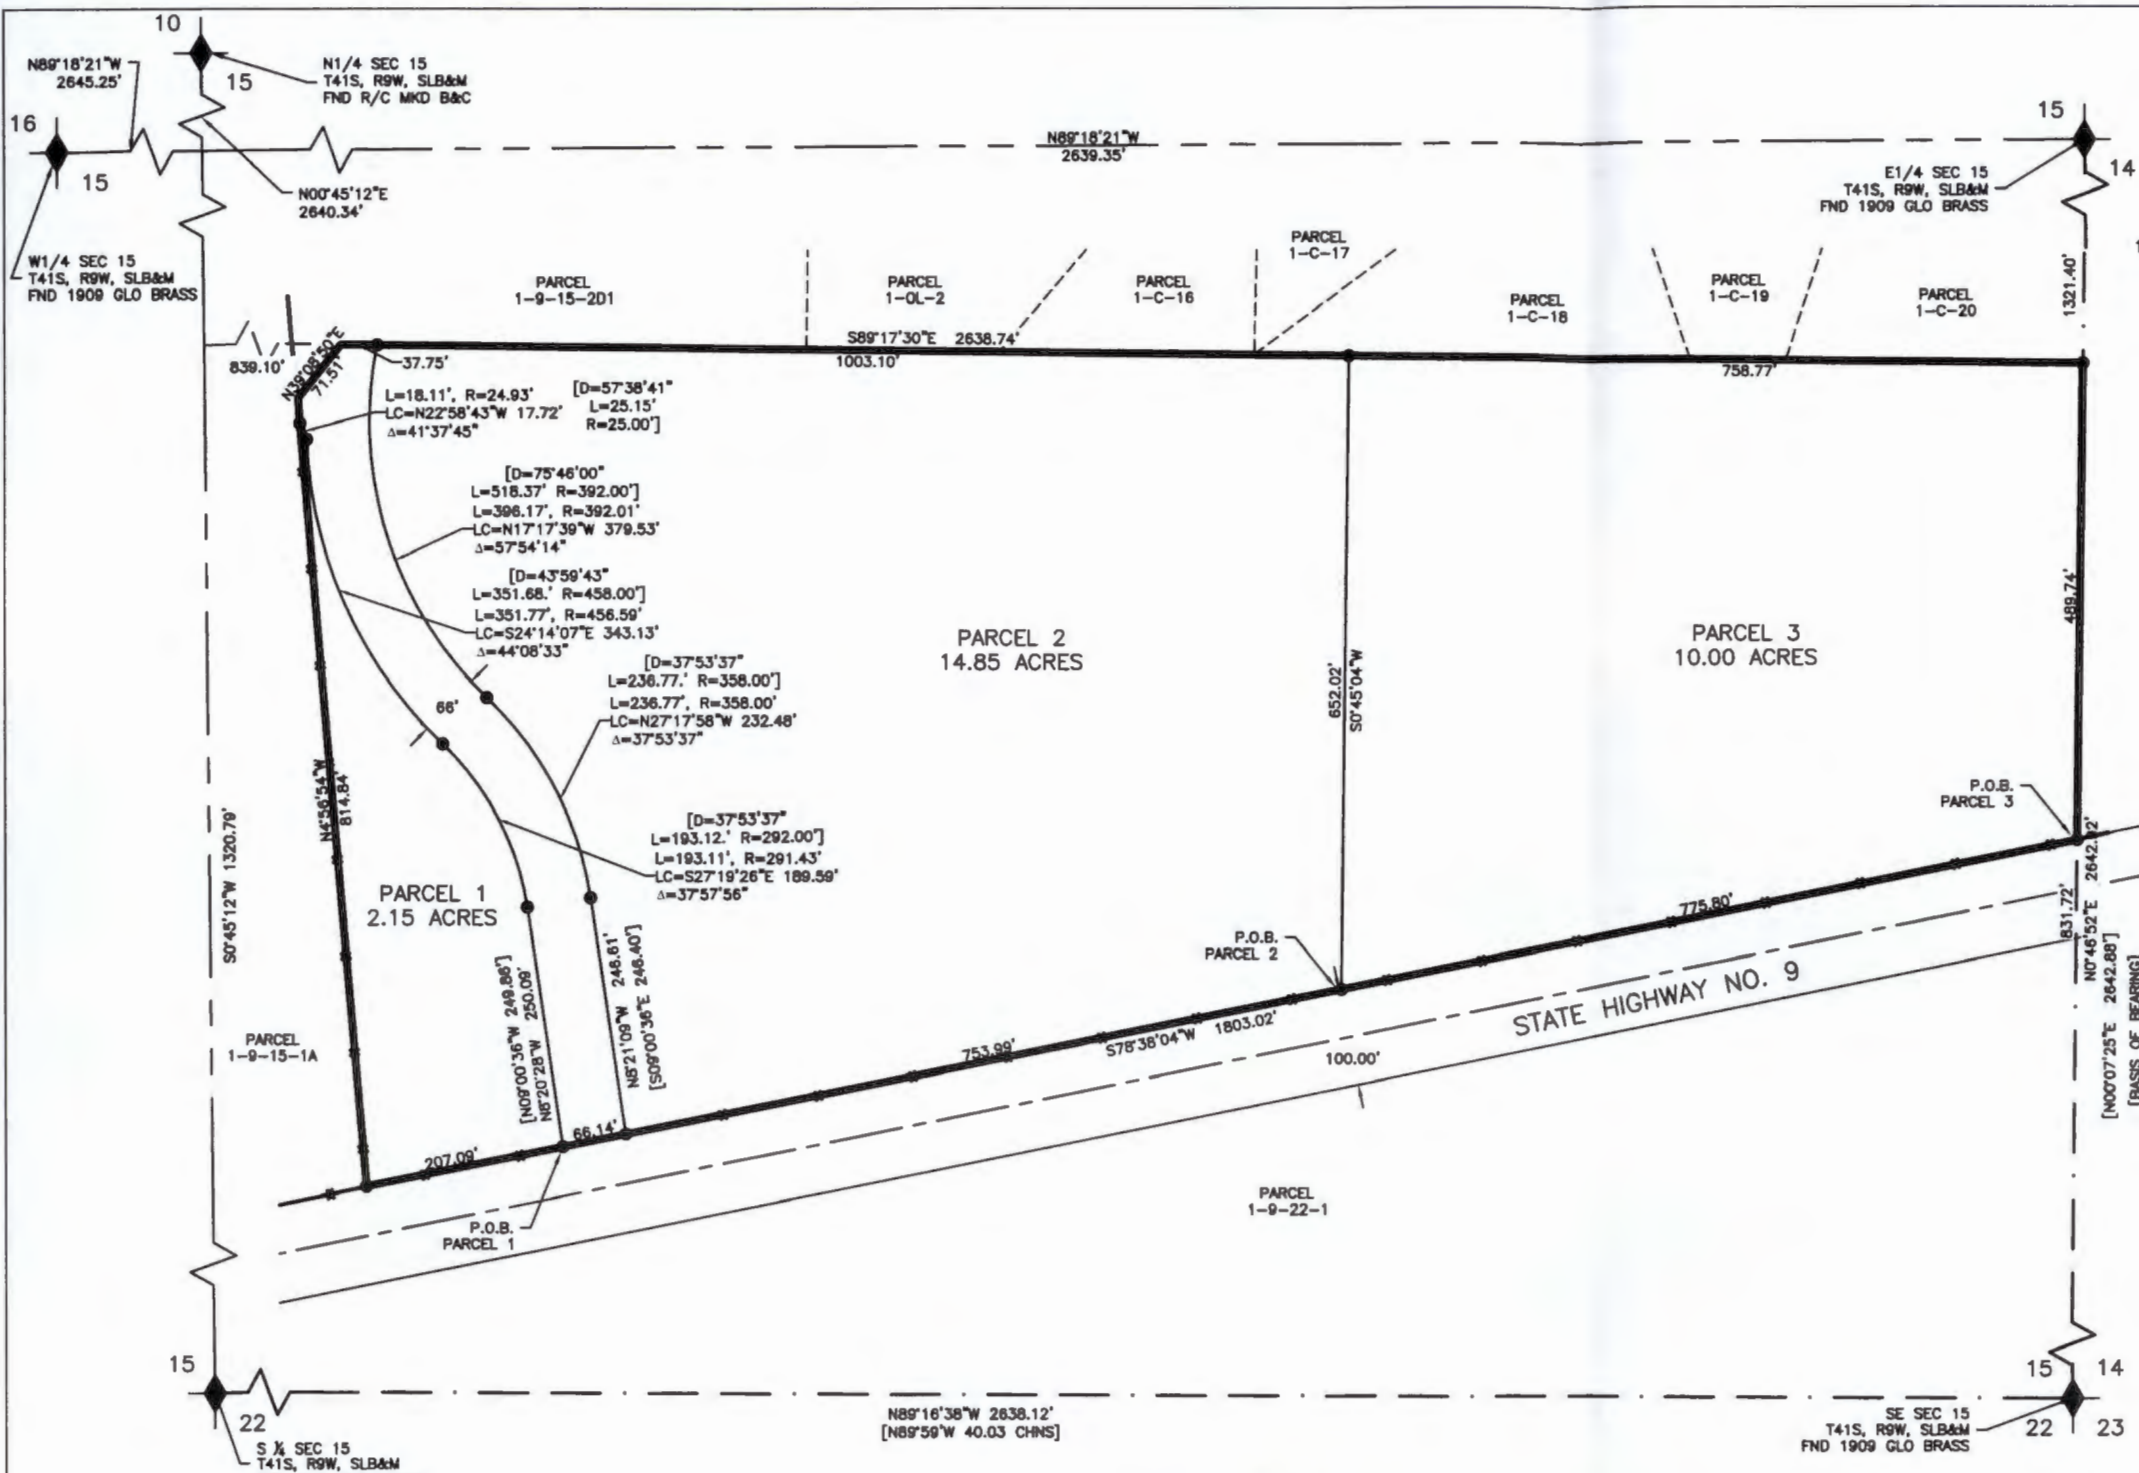 10
N89°18'21"W
2645.25'
15
N1/4 SEC 15
T41S, R9W, SLB&M
FND R/C MKD B&C
16
15
N00°45'12"E
2640.34'
W1/4 SEC 15
T41S, R9W, SLB&M
FND 1909 GLO BRASS
N89°18'21"W
2639.35'
15
14
E1/4 SEC 15
T41S, R9W, SLB&M
FND 1909 GLO BRASS
1321.40'
PARCEL
1-9-15-2D1
PARCEL
1-OL-2
PARCEL
1-C-16
PARCEL
1-C-17
PARCEL
1-C-18
PARCEL
1-C-19
PARCEL
1-C-20
839.10'
N39°08'50"E
71.51'
37.75'
S89°17'30"E 2638.74'
1003.10'
758.77'
L=18.11', R=24.93'
LC=N22°58'43"W 17.72'
Δ=41°37'45"
[D=57°38'41"
L=25.15'
R=25.00']
[D=75°46'00"
L=518.37' R=392.00']
L=396.17', R=392.01'
LC=N17°17'39"W 379.53'
Δ=57°54'14"
[D=43°59'43"
L=351.68.' R=458.00']
L=351.77', R=456.59'
LC=S24°14'07"E 343.13'
Δ=44°08'33"
[D=37°53'37"
L=236.77.' R=358.00']
L=236.77', R=358.00'
LC=N27°17'58"W 232.48'
Δ=37°53'37"
66'
[D=37°53'37"
L=193.12.' R=292.00']
L=193.11', R=291.43'
LC=S27°19'26"E 189.59'
Δ=37°57'56"
PARCEL 2
14.85 ACRES
PARCEL 3
10.00 ACRES
652.02'
S0°45'04"W
489.74'
N4°56'54"W
814.84'
S0°45'12"W 1320.79'
PARCEL 1
2.15 ACRES
[N09°00'36"W 249.86']
N8°20'28"W 250.09'
N8°21'09"W 246.61'
[S09°00'36"E 246.40']
P.O.B.
PARCEL 3
P.O.B.
PARCEL 2
775.80'
753.99'
S78°38'04"W 1803.02'
STATE HIGHWAY NO. 9
100.00'
831.72'
N0°46'52"E
[N00°07'25"E 2642.88']
[BASIS OF BEARING]
PARCEL
1-9-15-1A
207.09'
66.14'
P.O.B.
PARCEL 1
PARCEL
1-9-22-1
15
22
S ¼ SEC 15
T41S, R9W, SLB&M
N89°16'38"W 2638.12'
[N89°59'W 40.03 CHNS]
15
14
22
23
SE SEC 15
T41S, R9W, SLB&M
FND 1909 GLO BRASS